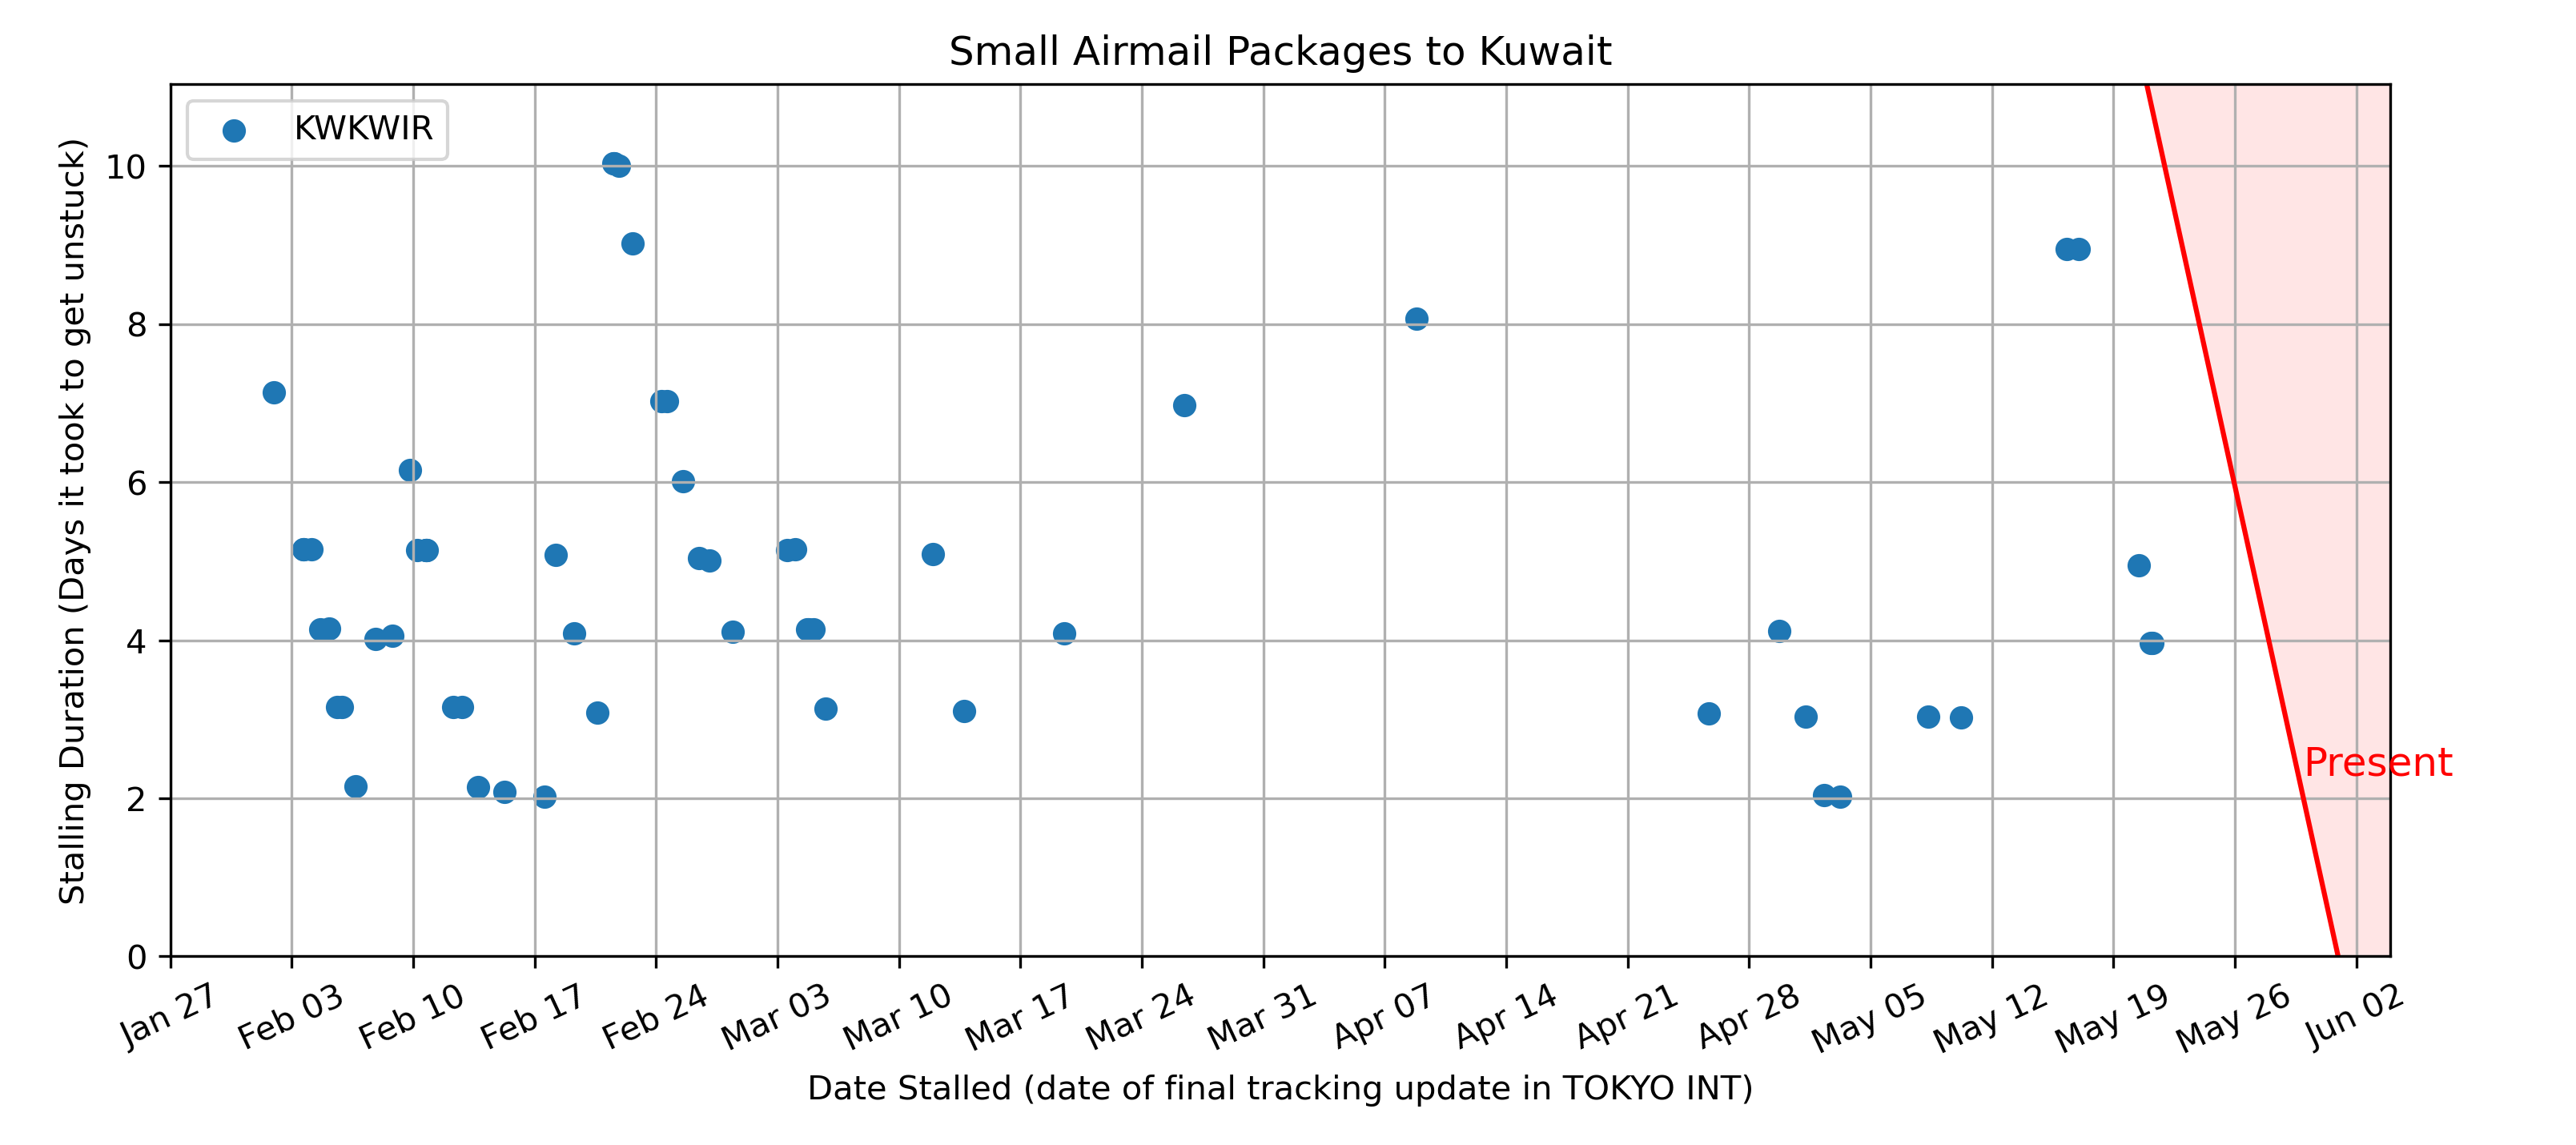 Small Airmail Packages to Kuwait
KWKWIR
Stalling Duration (Days it took to get unstuck)
10
8
6
4
2
0
Present
Jan 27
Feb 03
Feb 10
Feb 17
Feb 24
Mar 03
Mar 10
Mar 17
Mar 24
Mar 31
Apr 07
Apr 14
Apr 21
Apr 28
May 05
May 12
May 19
May 26
Jun 02
Date Stalled (date of final tracking update in TOKYO INT)